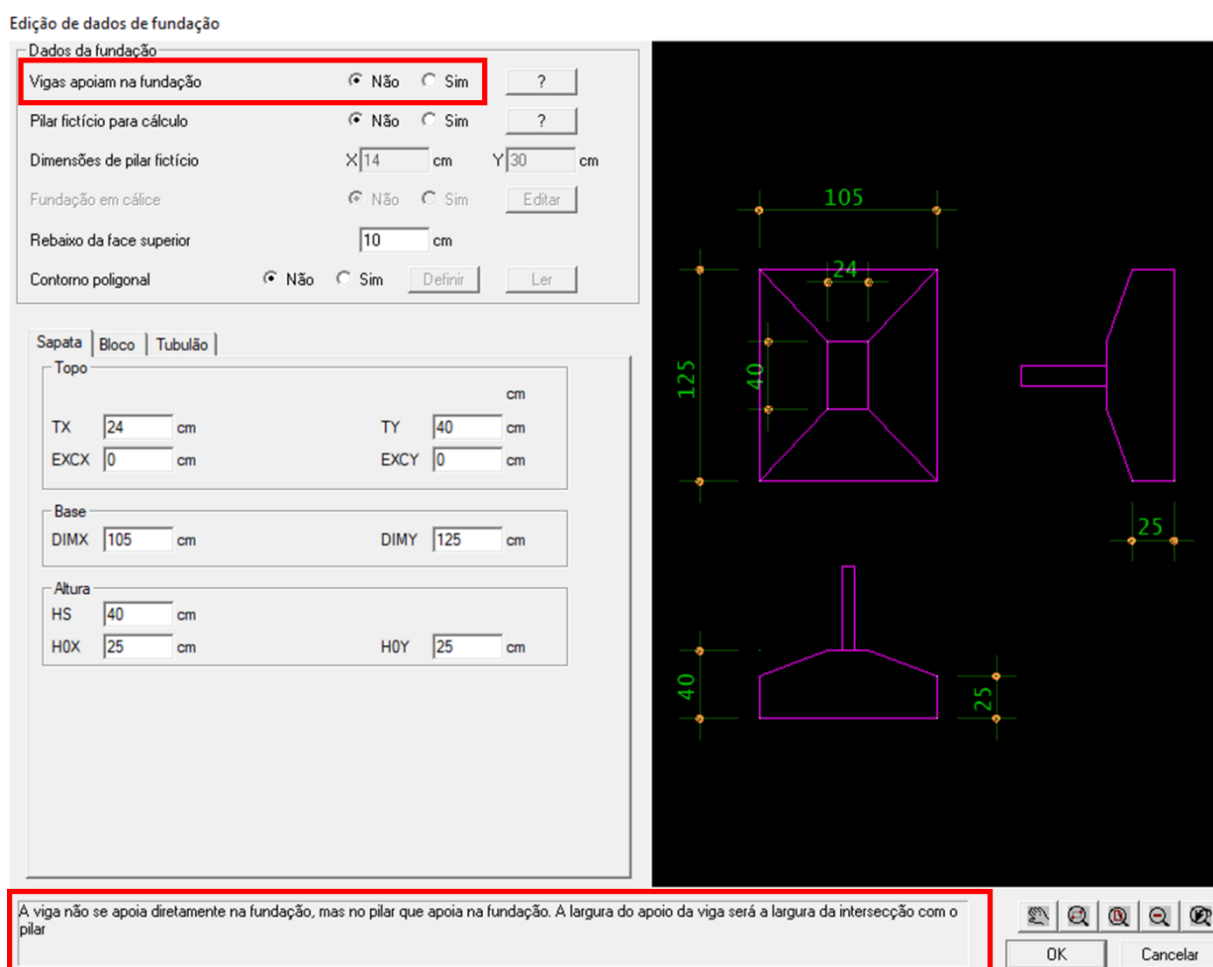 Edição de dados de fundação
Dados da fundação
Vigas apoiam na fundação Não Sim ?
Pilar fictício para cálculo Não Sim ?
Dimensões de pilar fictício X 14 cm Y 30 cm
Fundação em cálice Não Sim Editar
Rebaixo da face superior 10 cm
Contorno poligonal Não Sim Definir Ler
Sapata Bloco Tubulão
Topo
cm
TX 24 cm TY 40 cm
EXCX 0 cm EXCY 0 cm
Base
DIMX 105 cm DIMY 125 cm
Altura
HS 40 cm
H0X 25 cm H0Y 25 cm
105
24
125
40
25
40
25
A viga não se apoia diretamente na fundação, mas no pilar que apoia na fundação. A largura do apoio da viga será a largura da intersecção com o
pilar
OK Cancelar